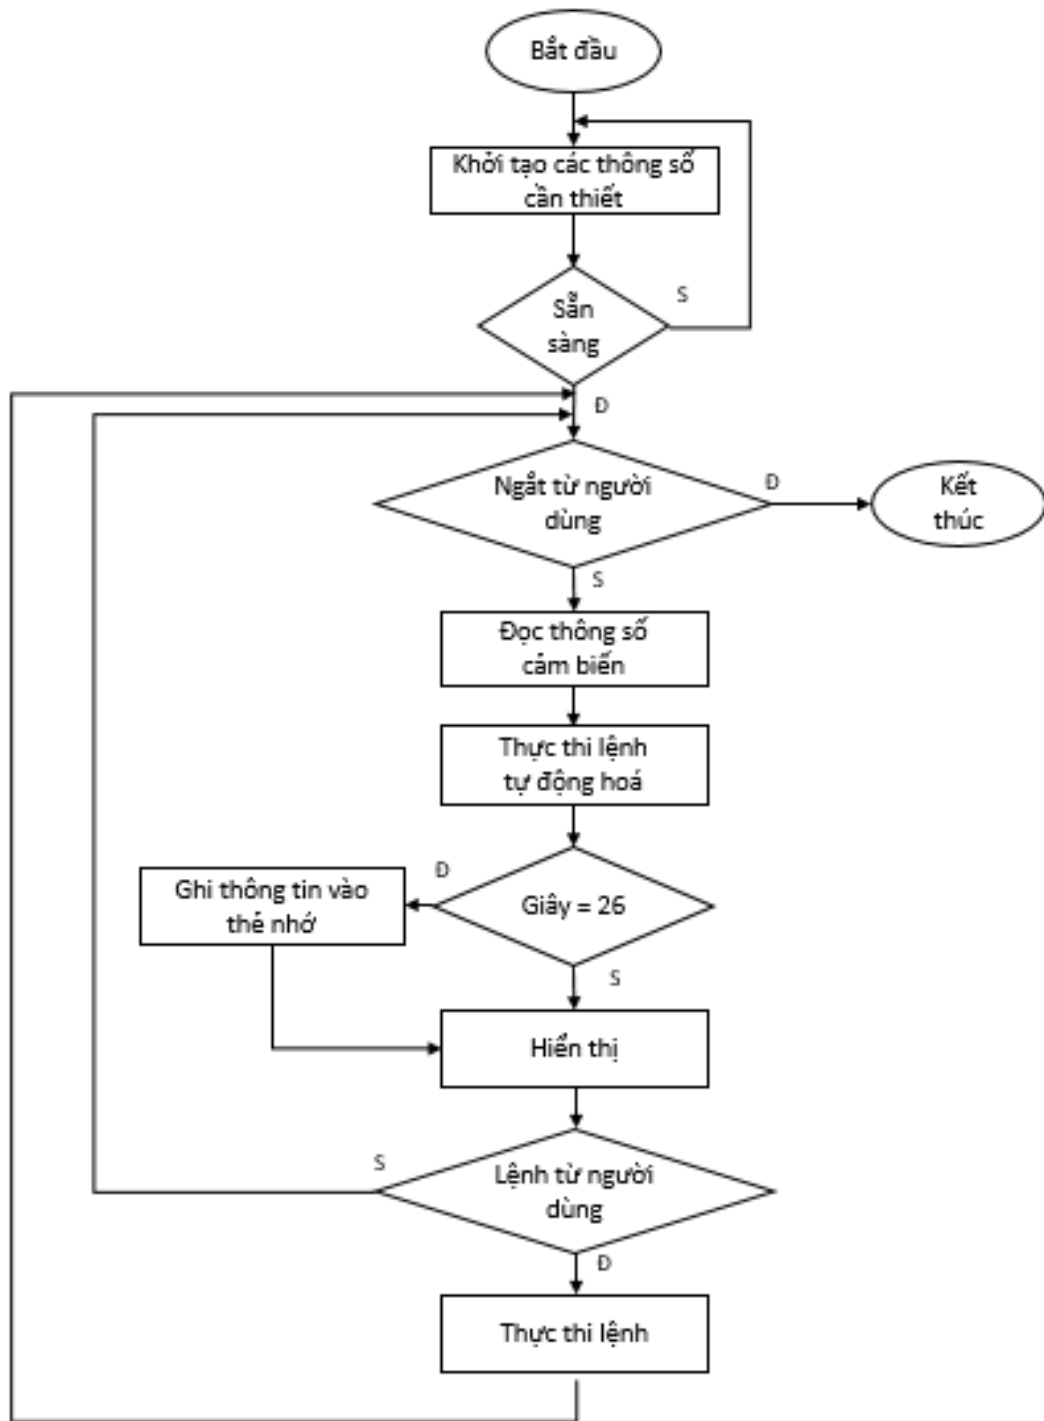 Bắt đầu
Khởi tạo các thông số
cần thiết
Sẵn
sàng
S
Đ
Ngắt từ người
dùng
Đ
Kết
thúc
S
Đọc thông số
cảm biến
Thực thi lệnh
tự động hoá
Đ
Ghi thông tin vào
thẻ nhớ
Giây = 26
S
Hiển thị
S
Lệnh từ người
dùng
Đ
Thực thi lệnh